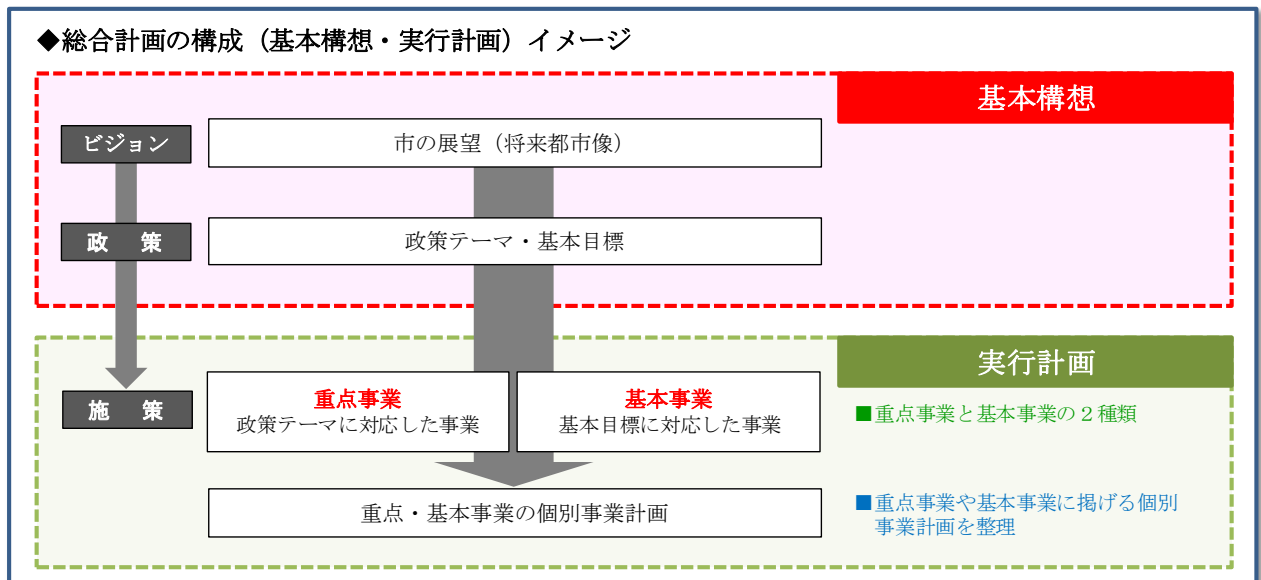 ◆総合計画の構成（基本構想・実行計画）イメージ
基本構想
ビジョン
市の展望（将来都市像）
政　策
政策テーマ・基本目標
実行計画
施　策
重点事業
政策テーマに対応した事業
基本事業
基本目標に対応した事業
■重点事業と基本事業の２種類
重点・基本事業の個別事業計画
■重点事業や基本事業に掲げる個別
事業計画を整理